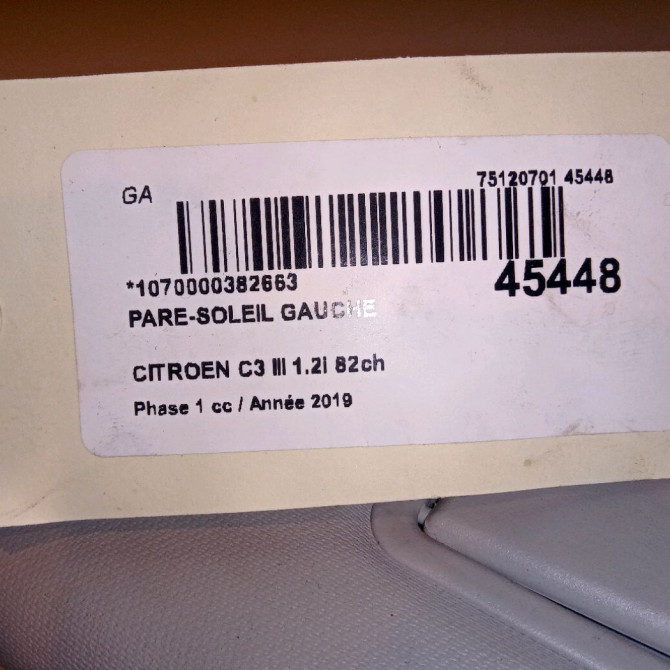 GA
75120701 45448
*1070000382663
45448
PARE-SOLEIL GAUCHE
CITROEN C3 III 1.2i 82ch
Phase 1 cc / Année 2019